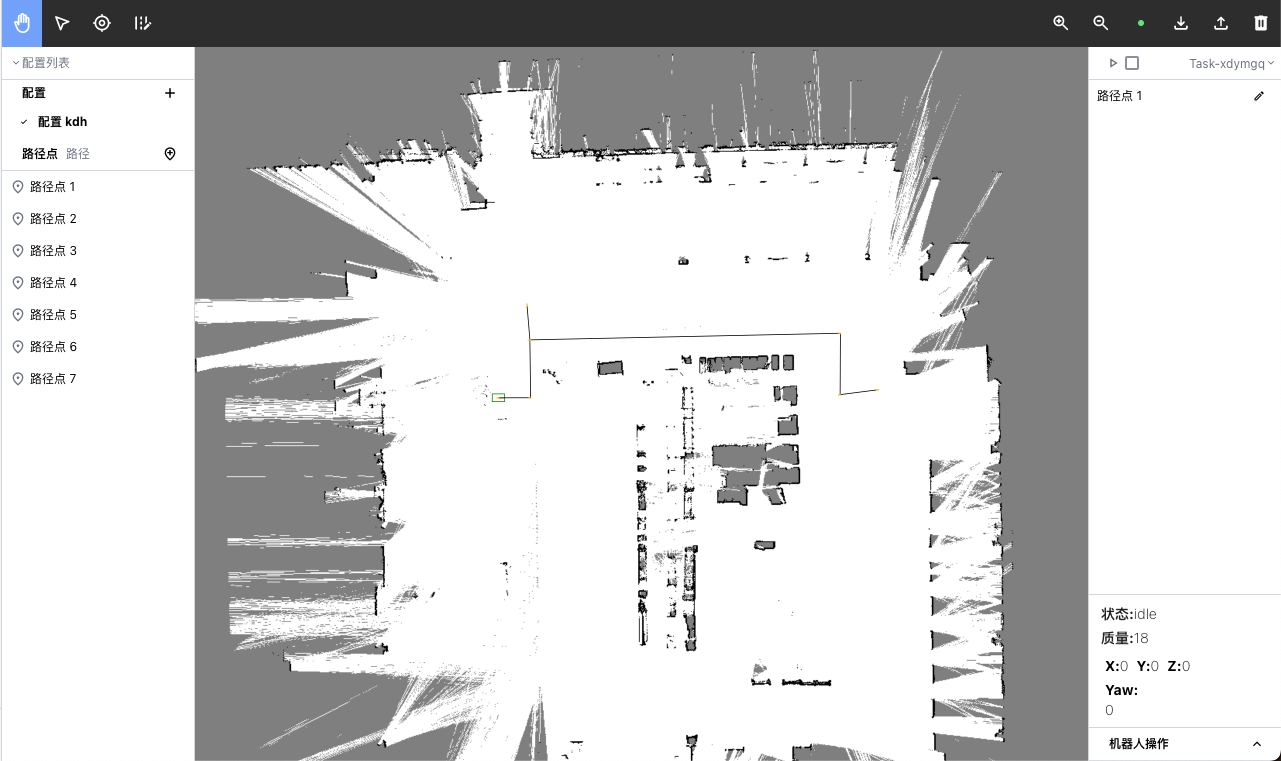 配置列表
配置
配置 kdh
路径点 路径
路径点 1
路径点 2
路径点 3
路径点 4
路径点 5
路径点 6
路径点 7
Task-xdymgq
路径点 1
状态:idle
质量:18
X:0 Y:0 Z:0
Yaw:
0
机器人操作